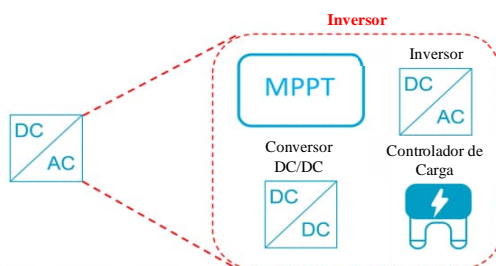 Inversor
MPPT
Inversor
DC
AC
DC
AC
Conversor
DC/DC
DC
DC
Controlador de
Carga